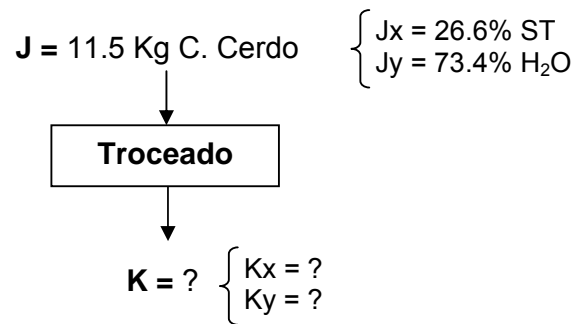 J = 11.5 Kg C. Cerdo
Jx = 26.6% ST
Jy = 73.4% H₂O
Troceado
K = ?
Kx = ?
Ky = ?